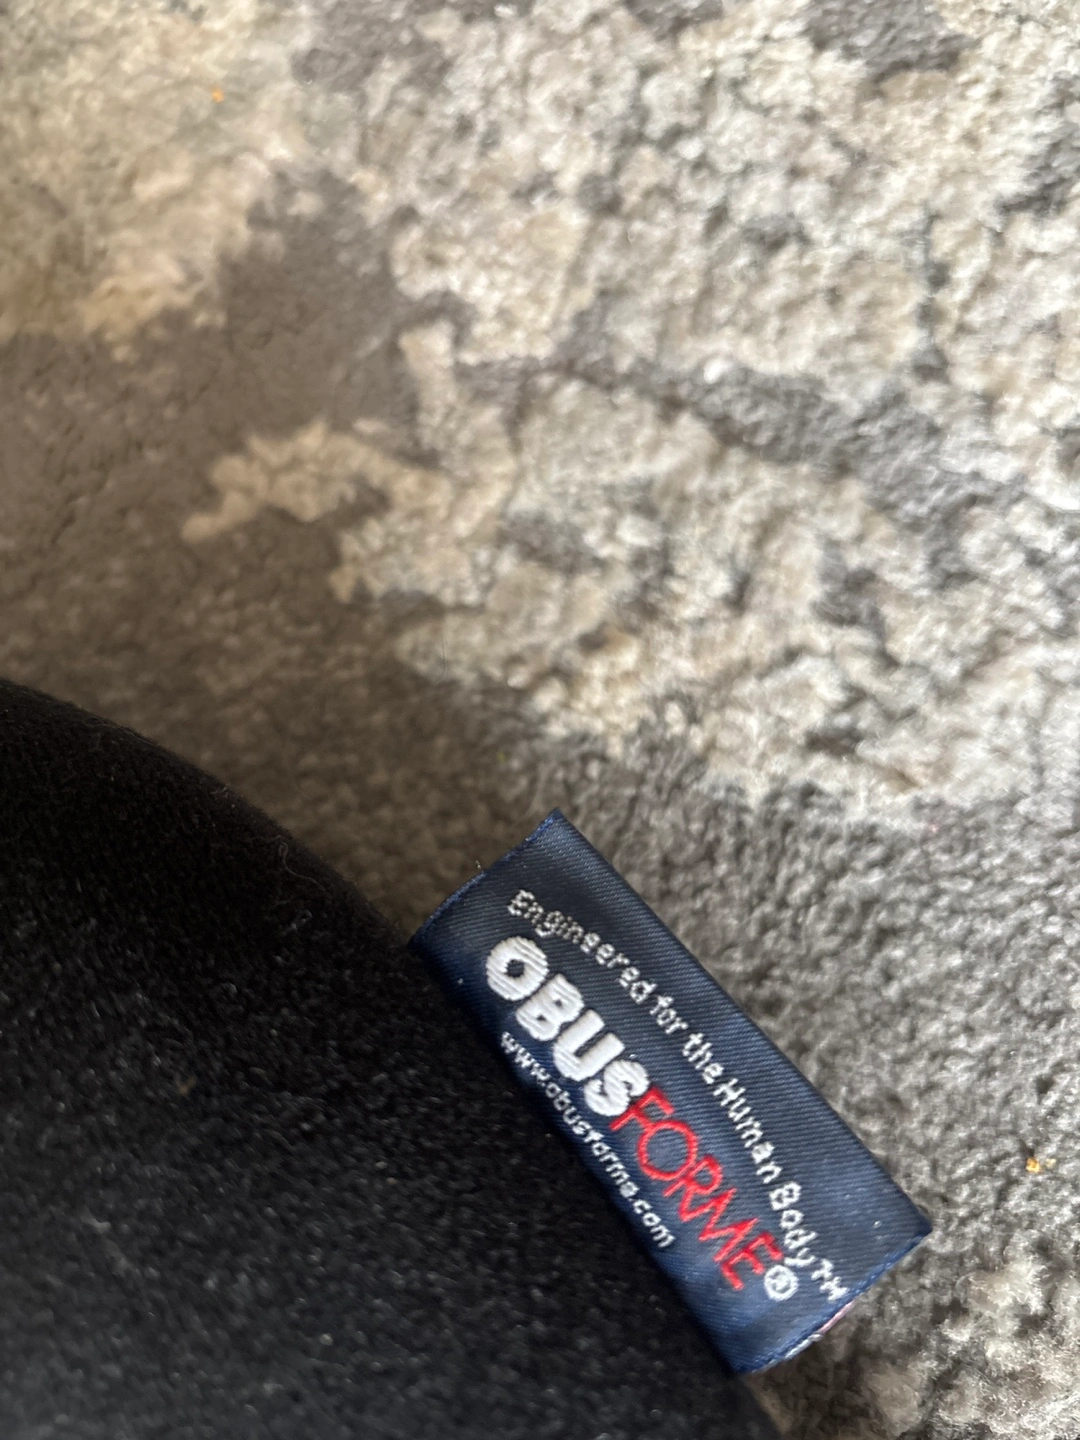 Engineered for the Human Body™
OBUSFORME®
www.obusforme.com